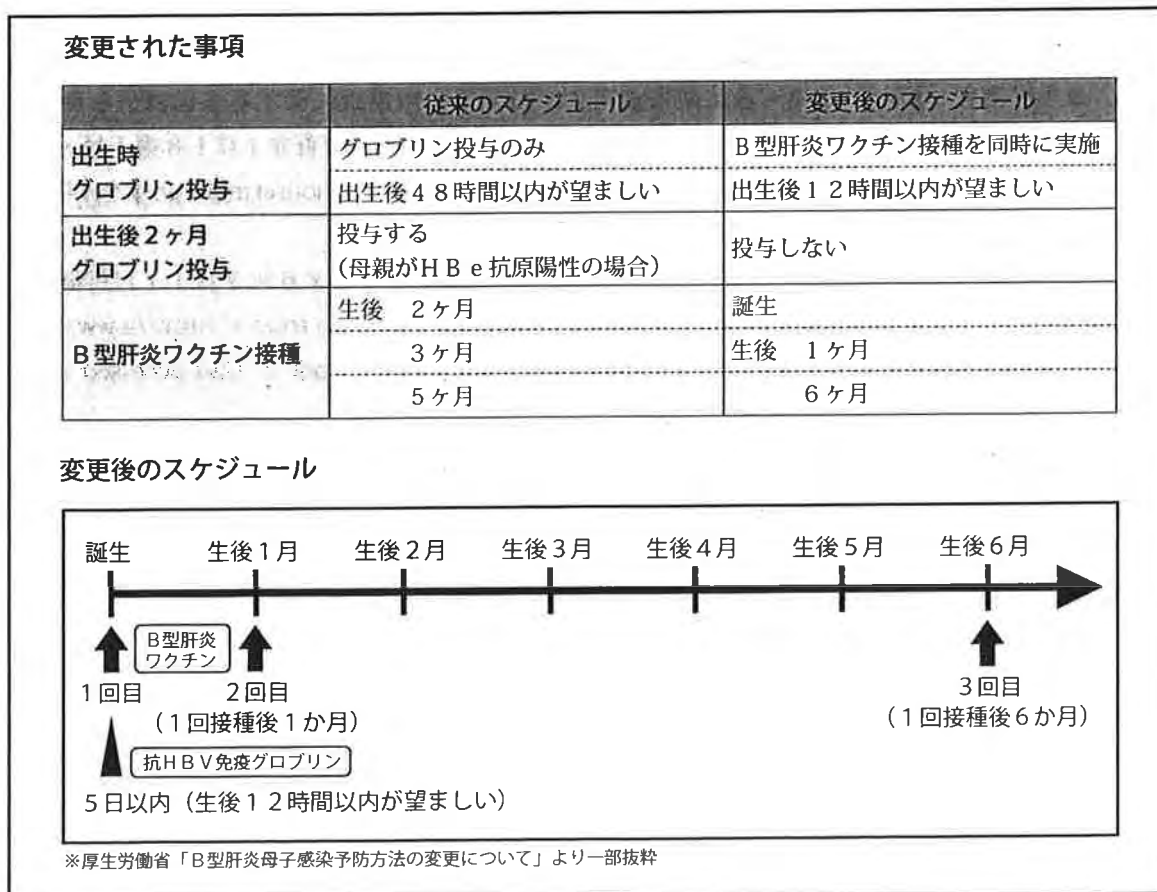 変更された事項
従来のスケジュール 変更後のスケジュール
出生時
グロブリン投与
グロブリン投与のみ B型肝炎ワクチン接種を同時に実施
出生後48時間以内が望ましい 出生後12時間以内が望ましい
出生後2ヶ月
グロブリン投与
投与する
(母親がHBe抗原陽性の場合)
投与しない
B型肝炎ワクチン接種
生後 2ヶ月 誕生
3ヶ月 生後 1ヶ月
5ヶ月 6ヶ月
変更後のスケジュール
誕生 生後1月 生後2月 生後3月 生後4月 生後5月 生後6月
B型肝炎
ワクチン
1回目 2回目 3回目
(1回接種後1か月) (1回接種後6か月)
抗HBV免疫グロブリン
5日以内(生後12時間以内が望ましい)
※厚生労働省「B型肝炎母子感染予防方法の変更について」より一部抜粋